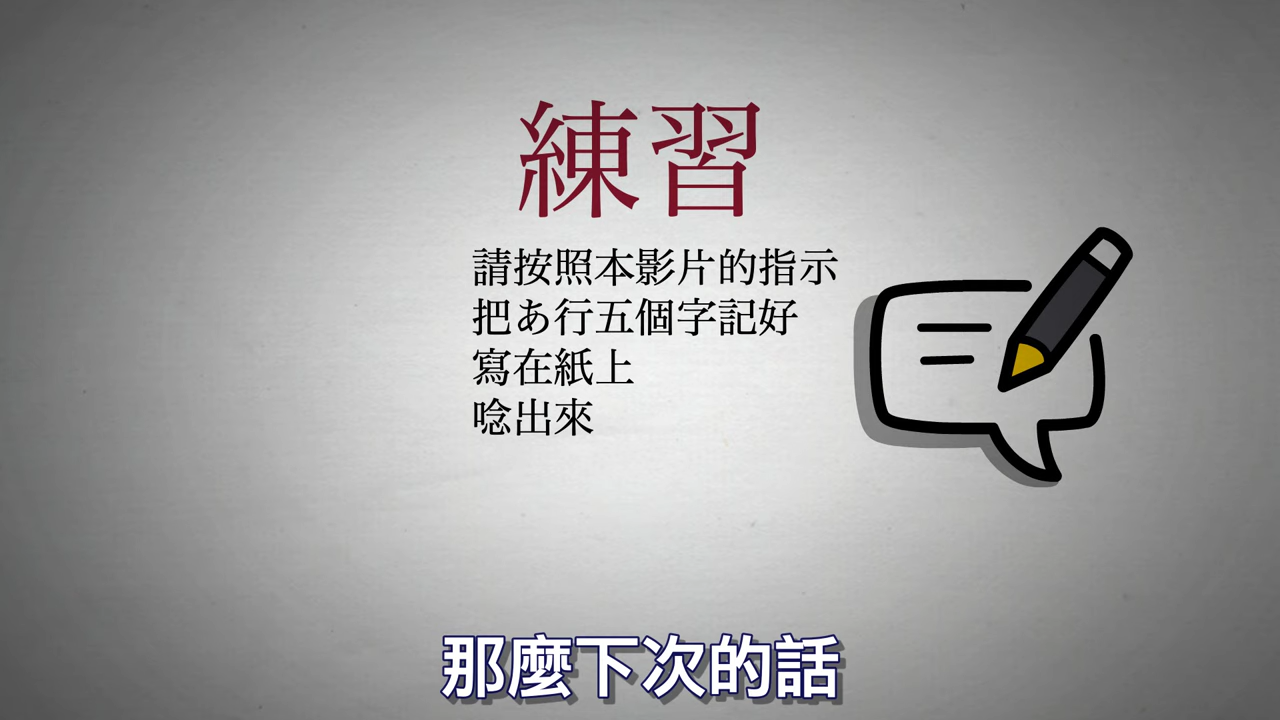 練習
請按照本影片的指示
把あ行五個字記好
寫在紙上
唸出來
那麼下次的話